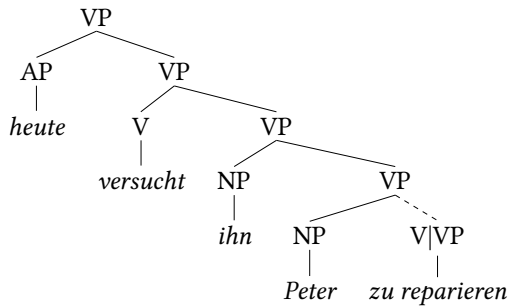 VP
AP VP
heute V VP
versucht NP VP
ihn NP V|VP
Peter zu reparieren